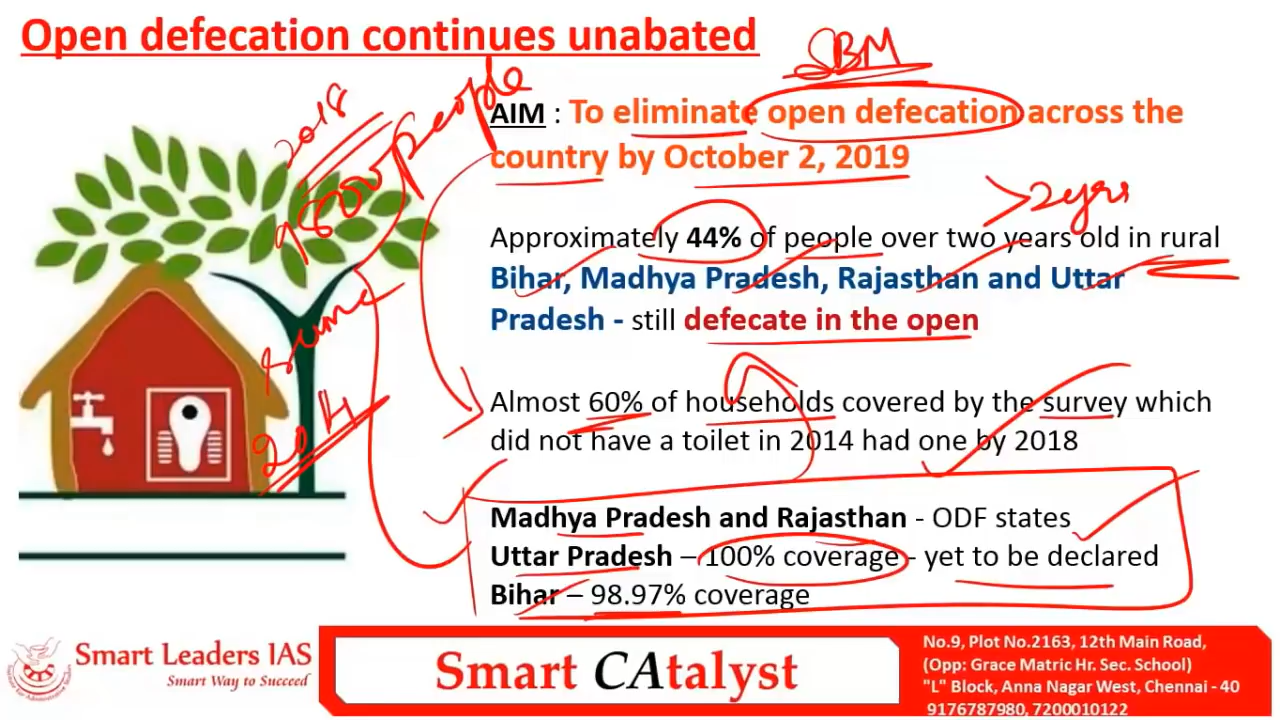 Open defecation continues unabated
SBM
AIM : To eliminate open defecation across the
country by October 2, 2019
2018
people
> 2yrs
Approximately 44% of people over two years old in rural
Bihar, Madhya Pradesh, Rajasthan and Uttar
Pradesh - still defecate in the open
2014
Almost 60% of households covered by the survey which
did not have a toilet in 2014 had one by 2018
Madhya Pradesh and Rajasthan - ODF states
Uttar Pradesh – 100% coverage - yet to be declared
Bihar – 98.97% coverage
Smart Leaders IAS
Smart Way to Succeed
Smart CAtalyst
No.9, Plot No.2163, 12th Main Road,
(Opp: Grace Matric Hr. Sec. School)
"L" Block, Anna Nagar West, Chennai - 40
9176787980, 7200010122